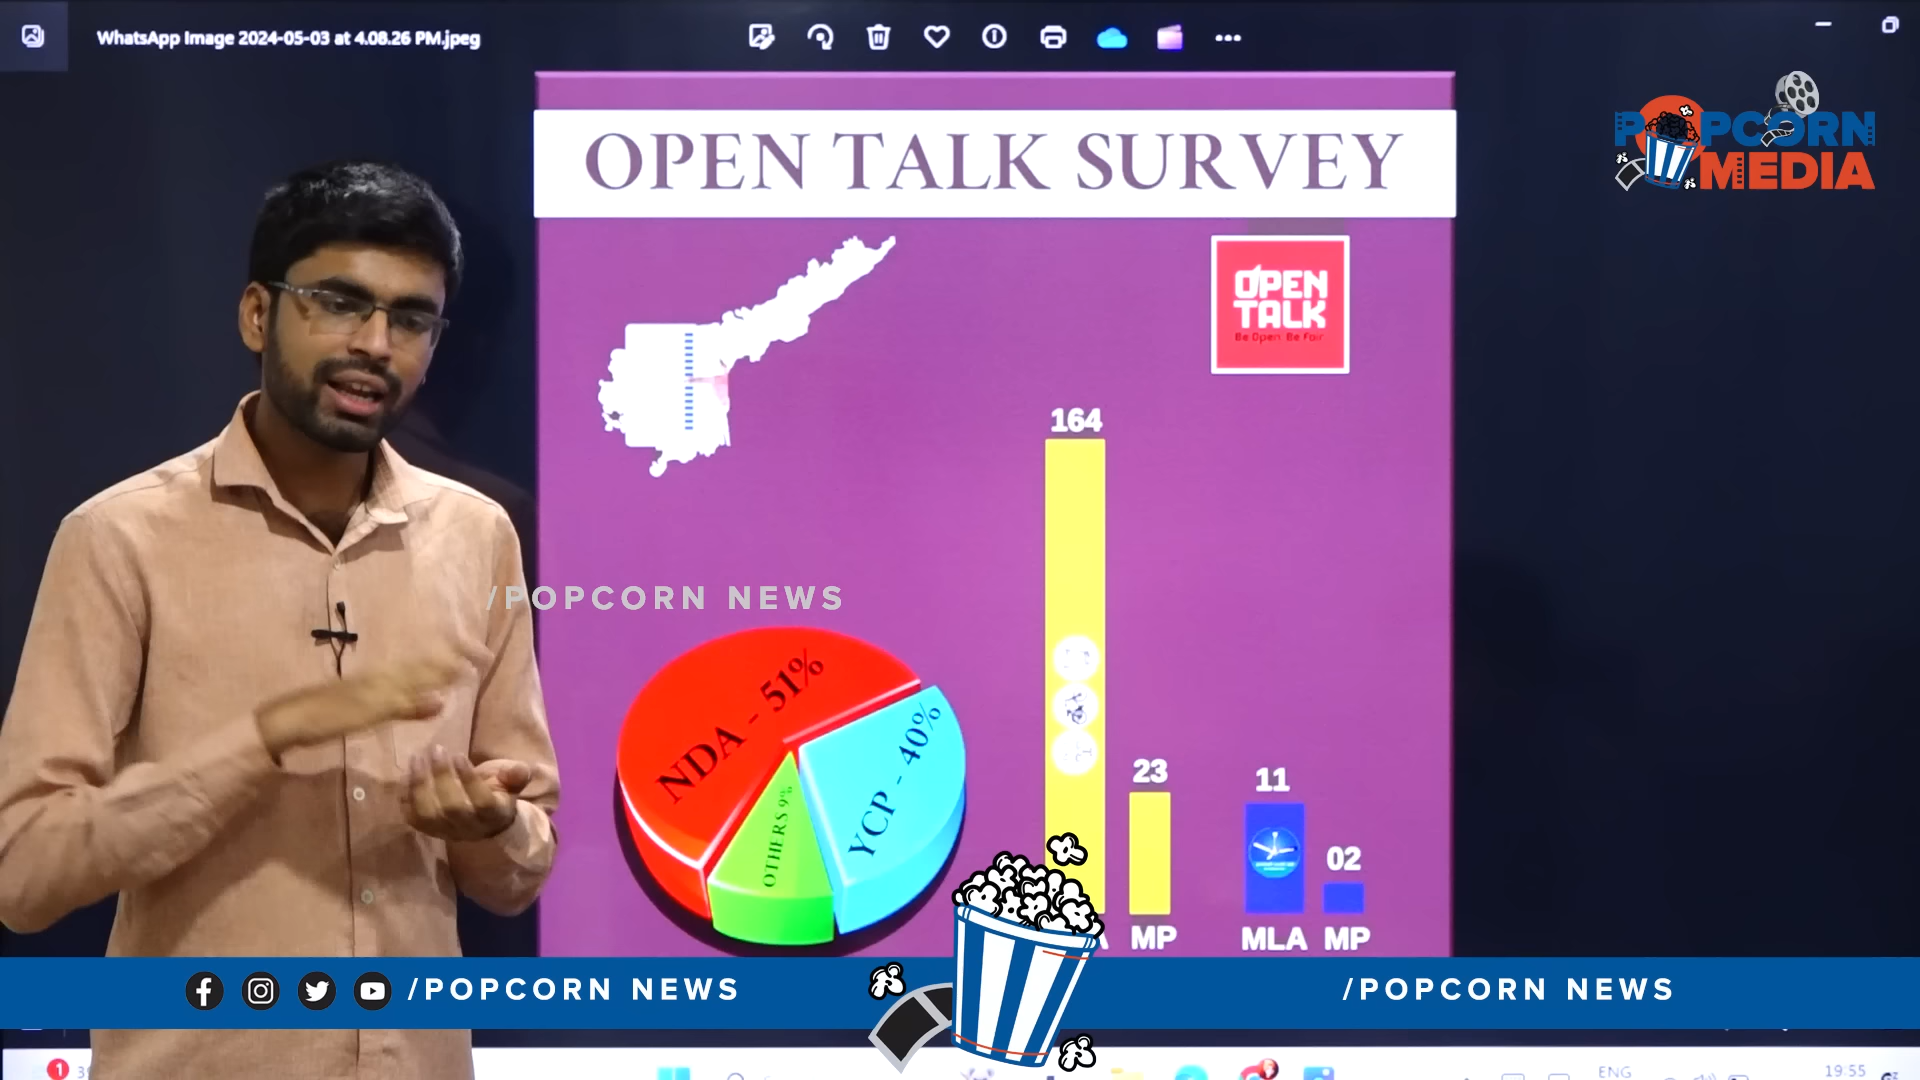 WhatsApp Image 2024-05-03 at 4.08.26 PM.jpeg
POPCORN
MEDIA
OPEN TALK SURVEY
OPEN
TALK
Be Open Be Fair
164
23
11
02
MP
MLA MP
/POPCORN NEWS
NDA - 51%
YCP - 40%
OTHERS 9%
/POPCORN NEWS
/POPCORN NEWS
1
ENG
19:55